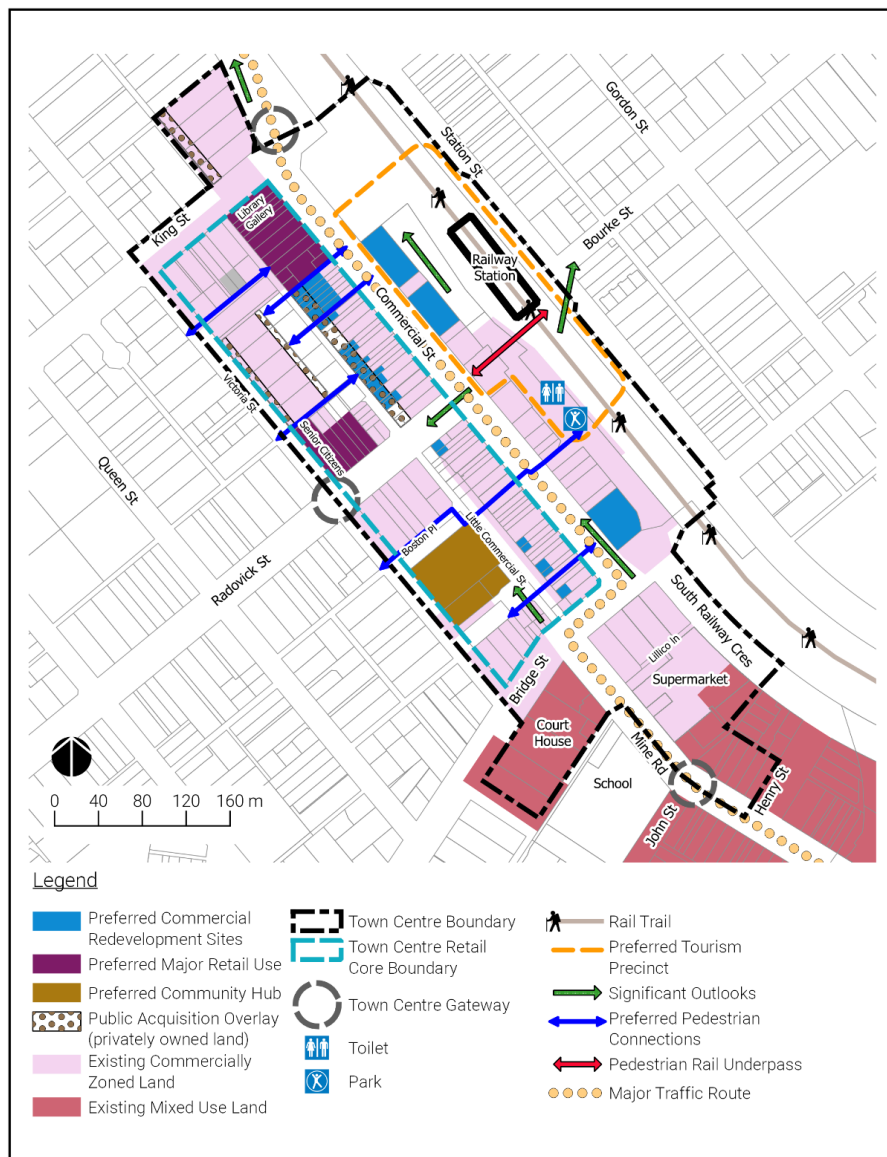 Gordon St
Station St
Bourke St
King St
Library
Gallery
Railway
Station
Commercial St
Victoria St
Senior Citizens
Queen St
Radovick St
Boston Pl
Little Commercial St
South Railway Cres
Lillico ln
Supermarket
Bridge St
Court
House
Mine Rd
School
Henry St
John St
0 40 80 120 160 m
Legend
Preferred Commercial
Redevelopment Sites
Preferred Major Retail Use
Preferred Community Hub
Public Acquisition Overlay
(privately owned land)
Existing Commercially
Zoned Land
Existing Mixed Use Land
Town Centre Boundary
Town Centre Retail
Core Boundary
Town Centre Gateway
Toilet
Park
Rail Trail
Preferred Tourism
Precinct
Significant Outlooks
Preferred Pedestrian
Connections
Pedestrian Rail Underpass
Major Traffic Route